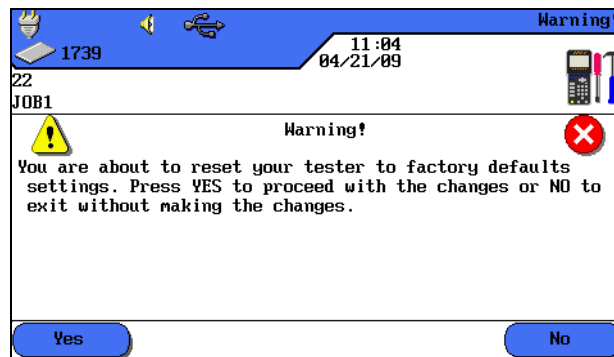 Warning!
1739
11:04
04/21/09
22
JOB1
Warning!
You are about to reset your tester to factory defaults
settings. Press YES to proceed with the changes or NO to
exit without making the changes.
Yes
No